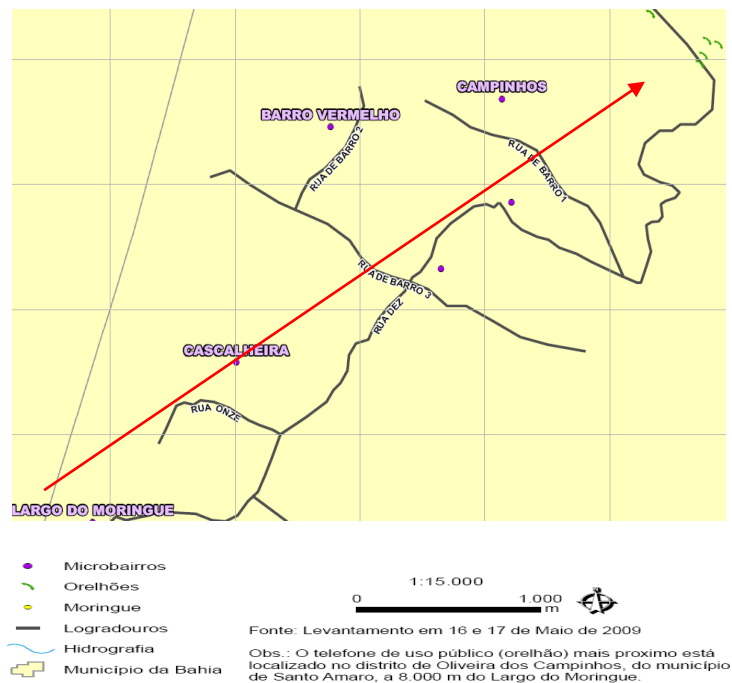 CAMPINHOS
BARRO VERMELHO
RUA DE BARRO 2
RUA DE BARRO 1
RUA DE BARRO 3
RUA DEZ
CASCALHEIRA
RUA ONZE
LARGO DO MORINGUE
Microbairros
Orelhões
Moringue
Logradouros
Hidrografia
Município da Bahia
1:15.000
0 1.000
m
Fonte: Levantamento em 16 e 17 de Maio de 2009
Obs.: O telefone de uso público (orelhão) mais proximo está
localizado no distrito de Oliveira dos Campinhos, do município
de Santo Amaro, a 8.000 m do Largo do Moringue.